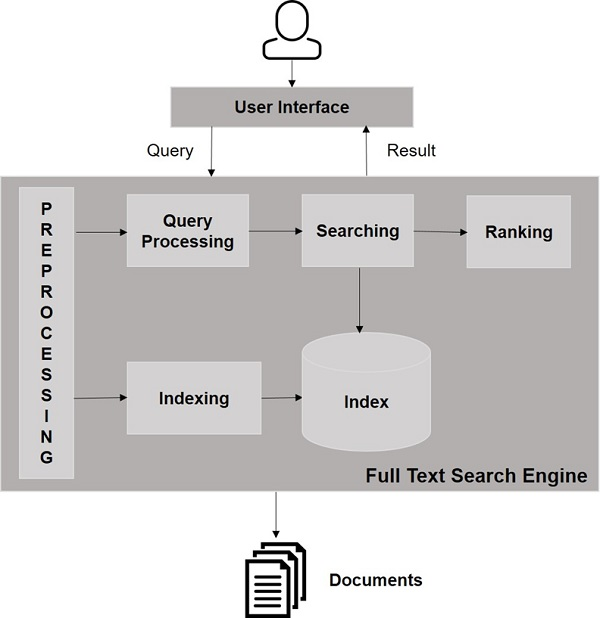 User Interface
Query
Result
PREPROCESSING
Query
Processing
Searching
Ranking
Indexing
Index
Full Text Search Engine
Documents